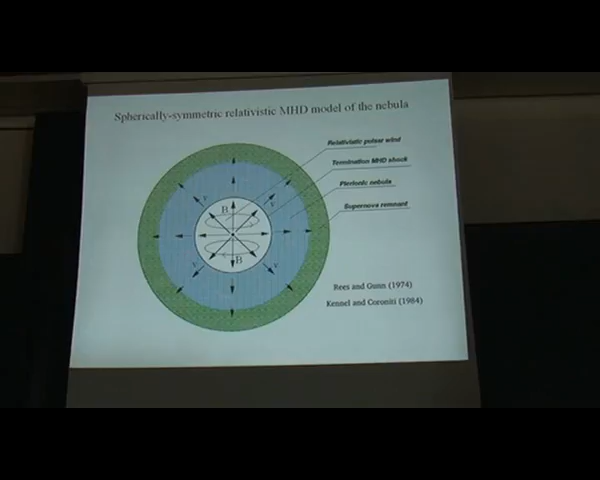 Spherically-symmetric relativistic MHD model of the nebula
Relativistic pulsar wind
Termination MHD shock
Plerionic nebula
Supernova remnant
v
v
B
B
v
v
Rees and Gunn (1974)
Kennel and Coroniti (1984)